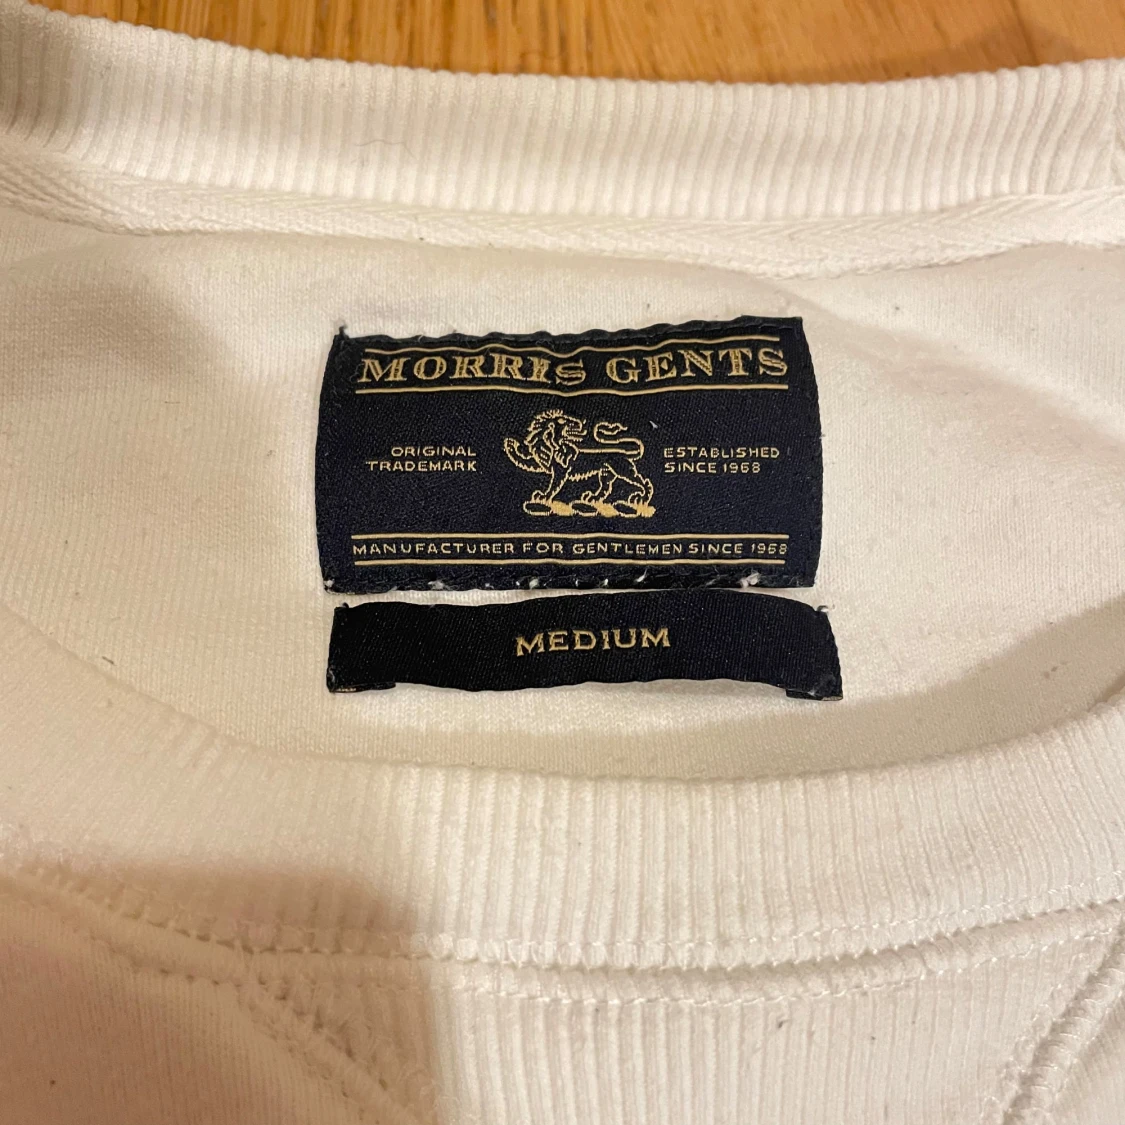 MORRIS GENTS
ORIGINAL
TRADEMARK
ESTABLISHED
SINCE 1968
MANUFACTURER FOR GENTLEMEN SINCE 1968
MEDIUM